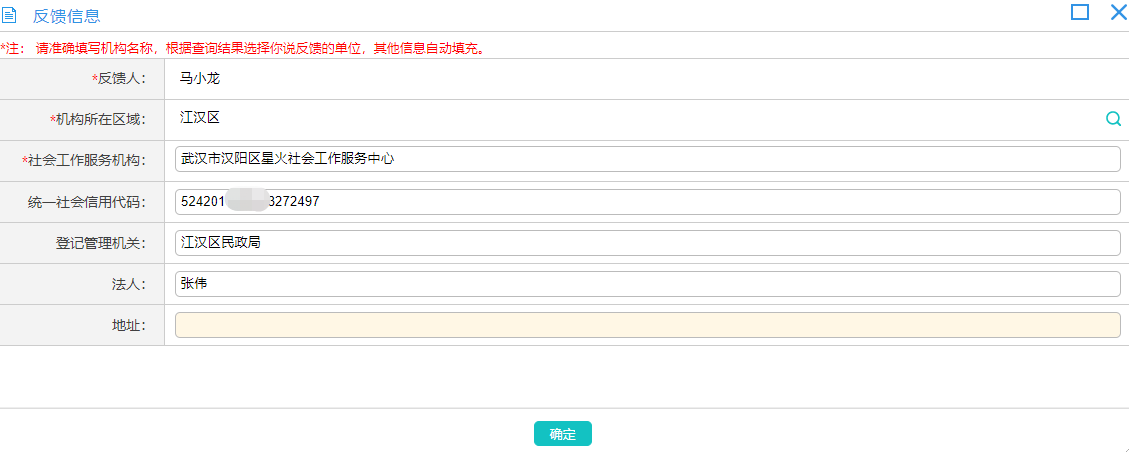 反馈信息
*注： 请准确填写机构名称，根据查询结果选择你说反馈的单位，其他信息自动填充。
*反馈人： 马小龙
*机构所在区域： 江汉区
*社会工作服务机构： 武汉市汉阳区星火社会工作服务中心
统一社会信用代码： 524201 3272497
登记管理机关： 江汉区民政局
法人： 张伟
地址：
确定